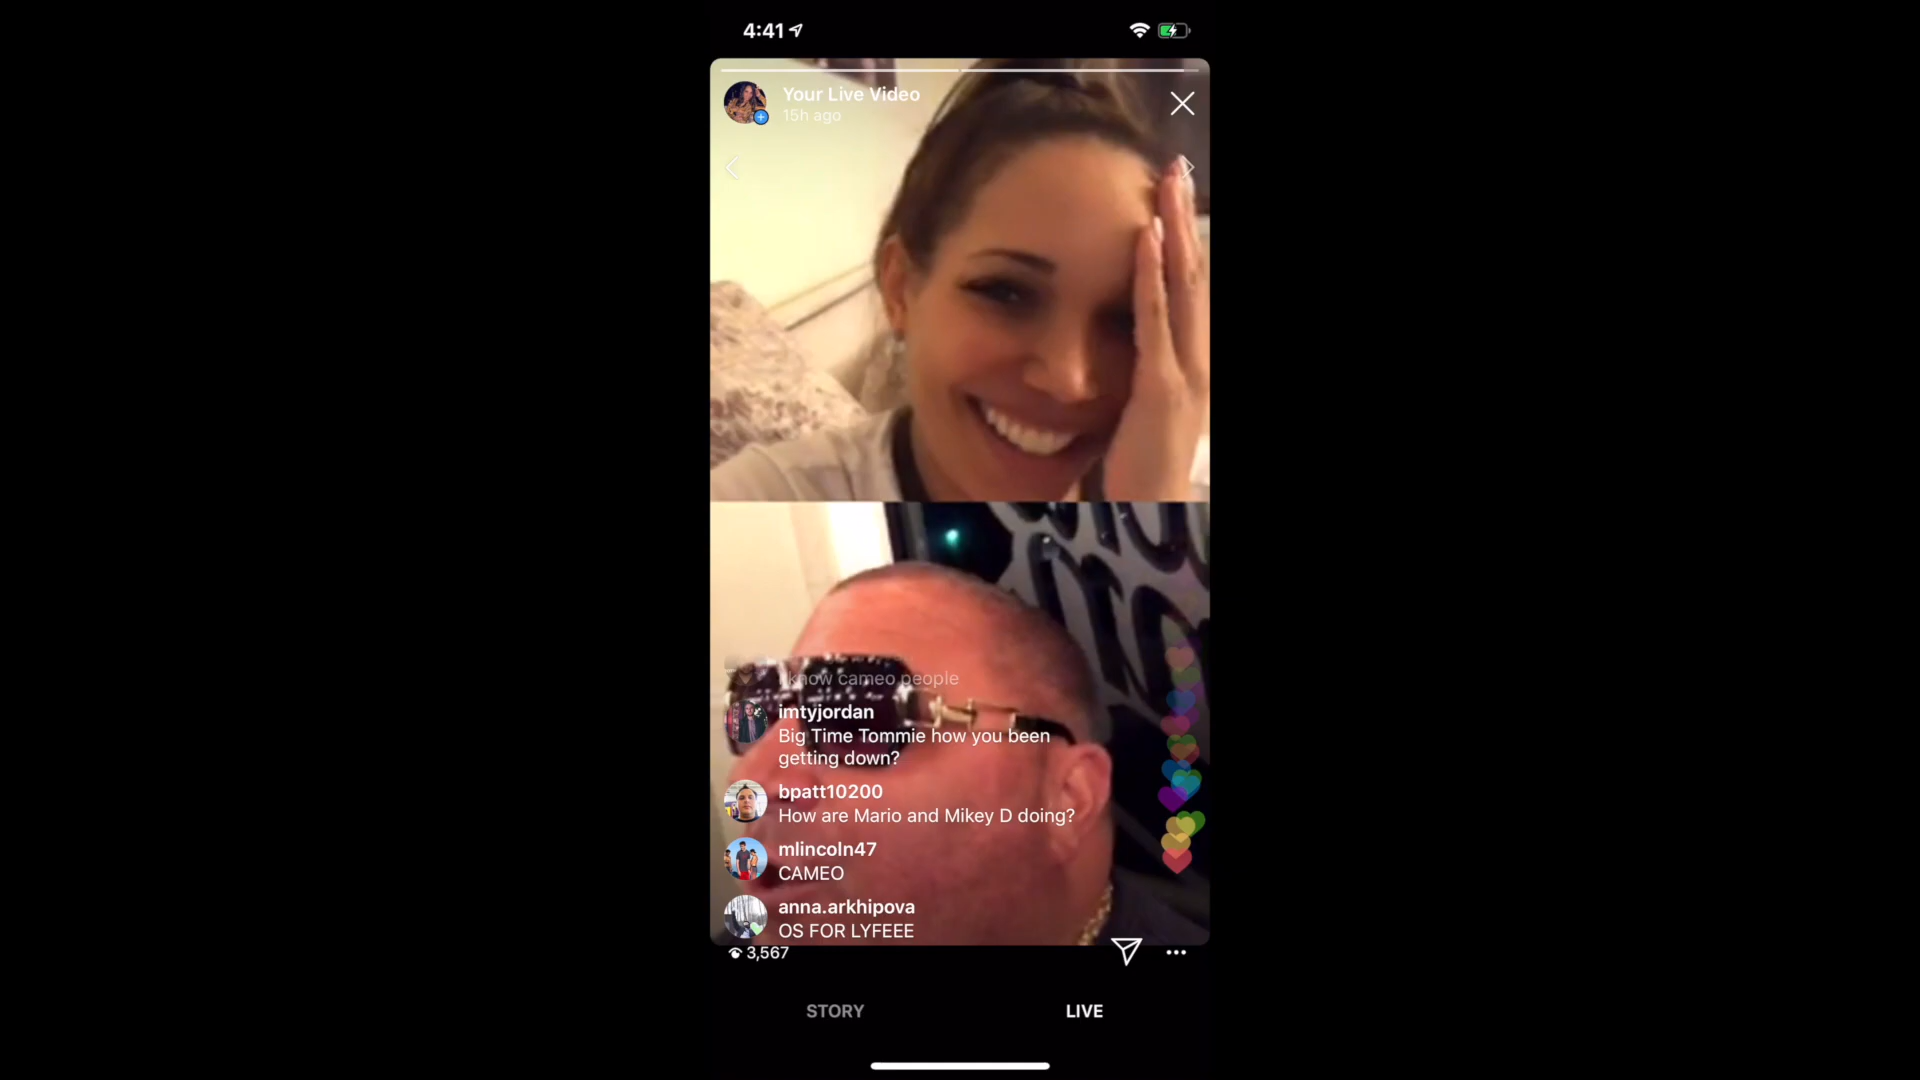 4:41
Your Live Video
15h ago
I know cameo people
imtyjordan
Big Time Tommie how you been
getting down?
bpatt10200
How are Mario and Mikey D doing?
mlincoln47
CAMEO
anna.arkhipova
OS FOR LYFEEE
3,567
STORY
LIVE